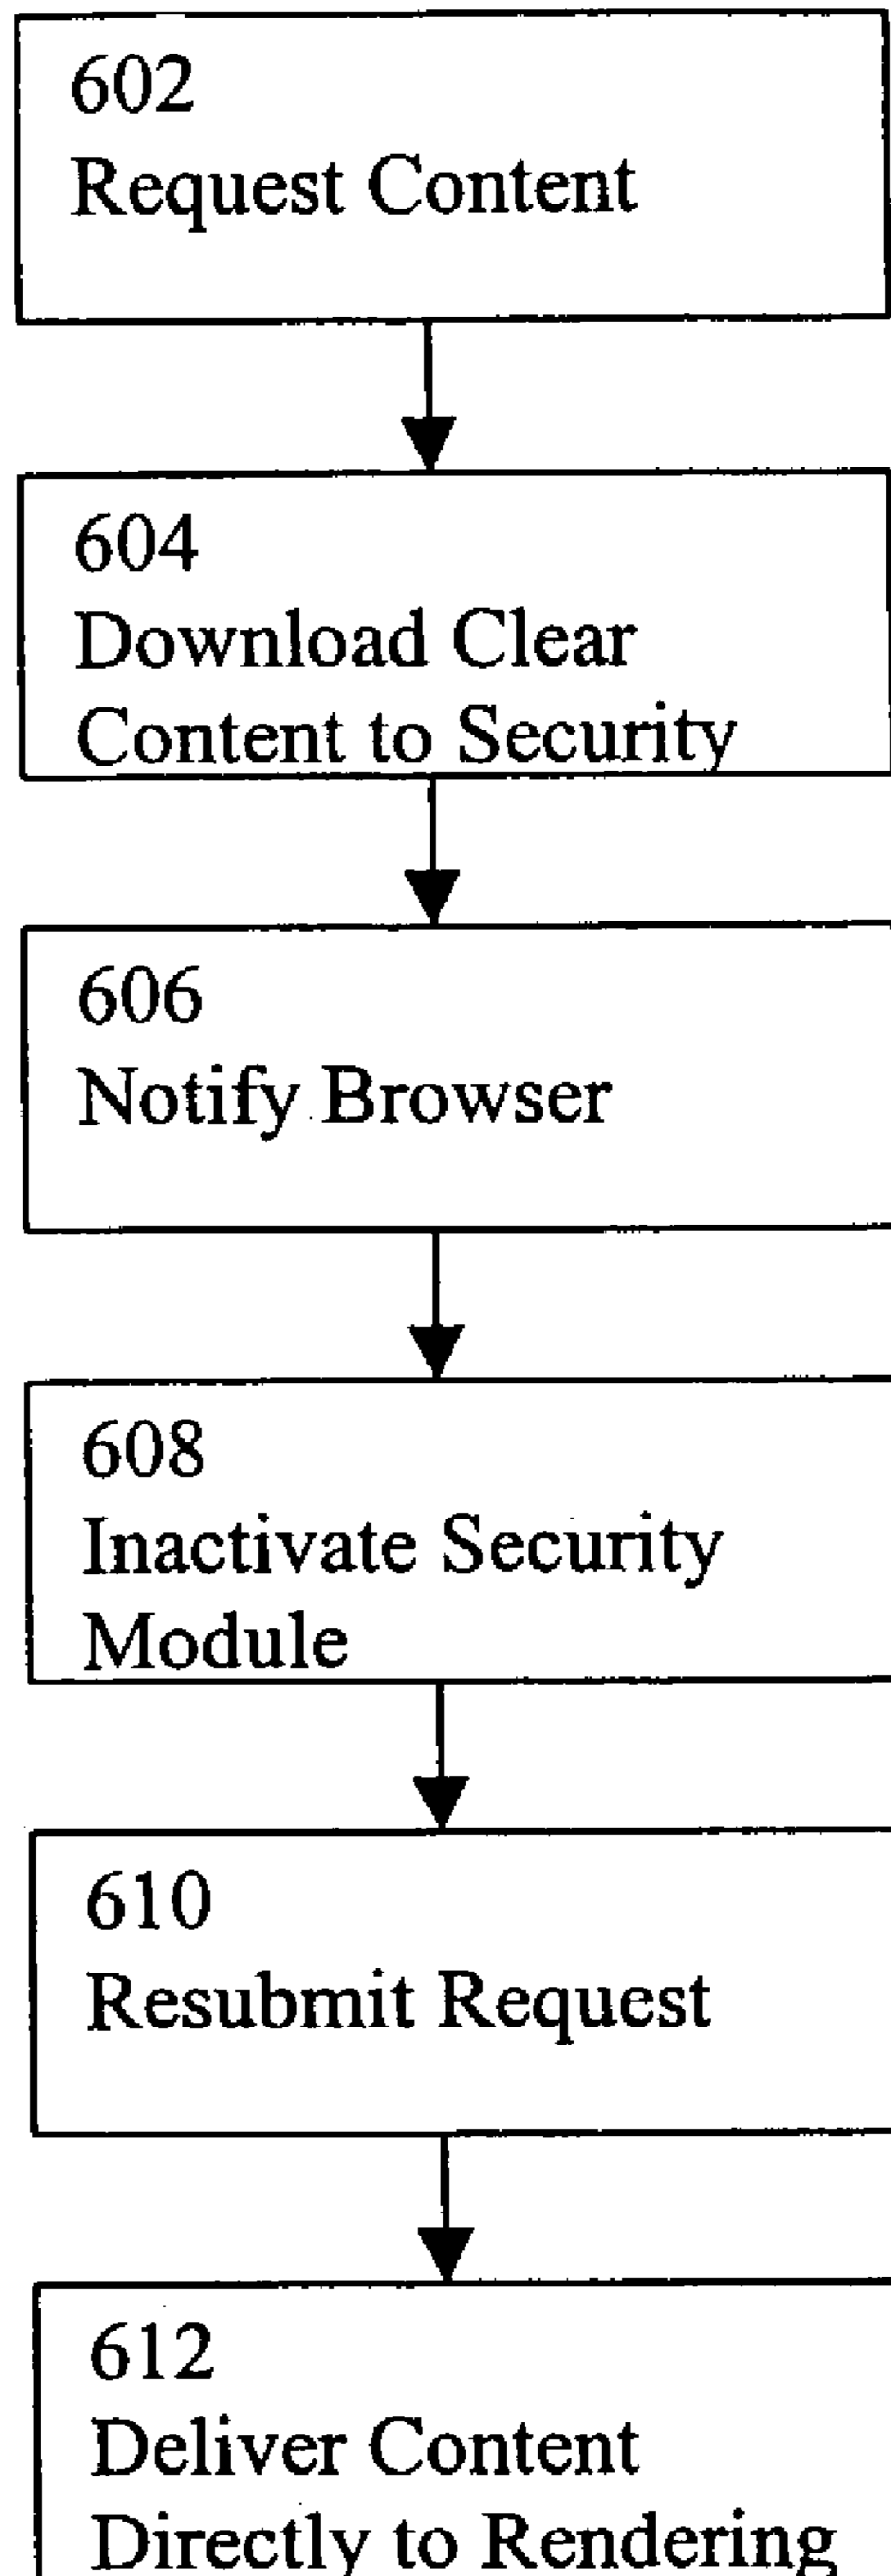 602
Request Content
604
Download Clear
Content to Security
606
Notify Browser
608
Inactivate Security
Module
610
Resubmit Request
612
Deliver Content
Directly to Rendering